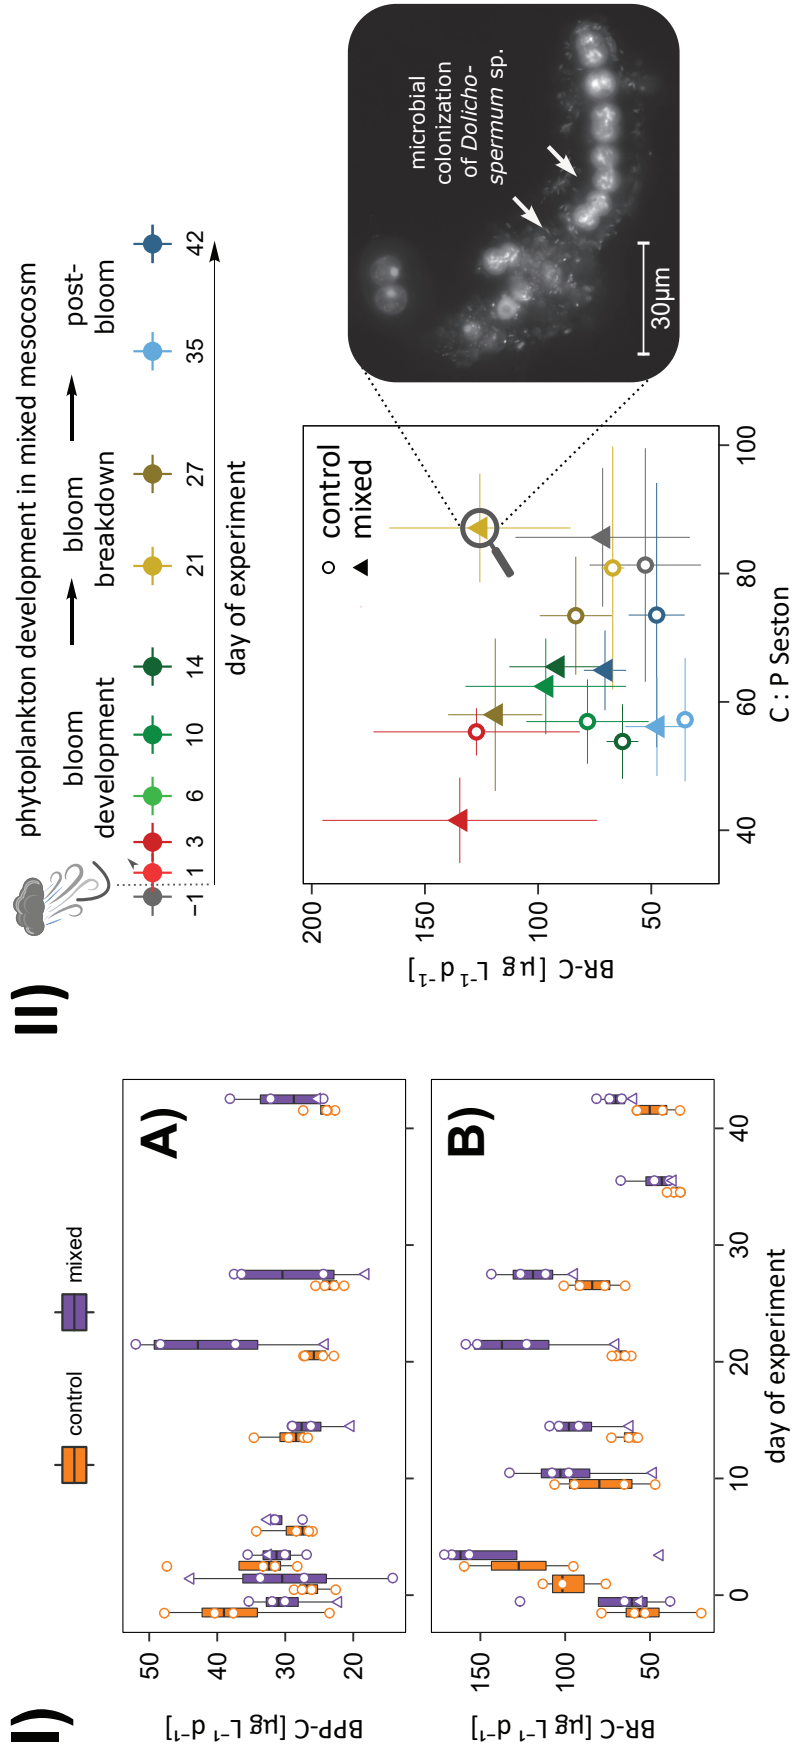 I)
control
mixed
A)
BPP-C [µg L⁻¹ d⁻¹]
50
40
30
20
B)
BR-C [µg L⁻¹ d⁻¹]
150
100
50
0
10
20
30
40
day of experiment
II)
phytoplankton development in mixed mesocosm
bloom
development
bloom
breakdown
post-
bloom
−1
1
3
6
10
14
21
27
35
42
day of experiment
BR-C [ µg L⁻¹ d⁻¹]
200
150
100
50
40
60
80
100
C : P Seston
control
mixed
microbial
colonization
of Dolicho-
spermum sp.
30µm